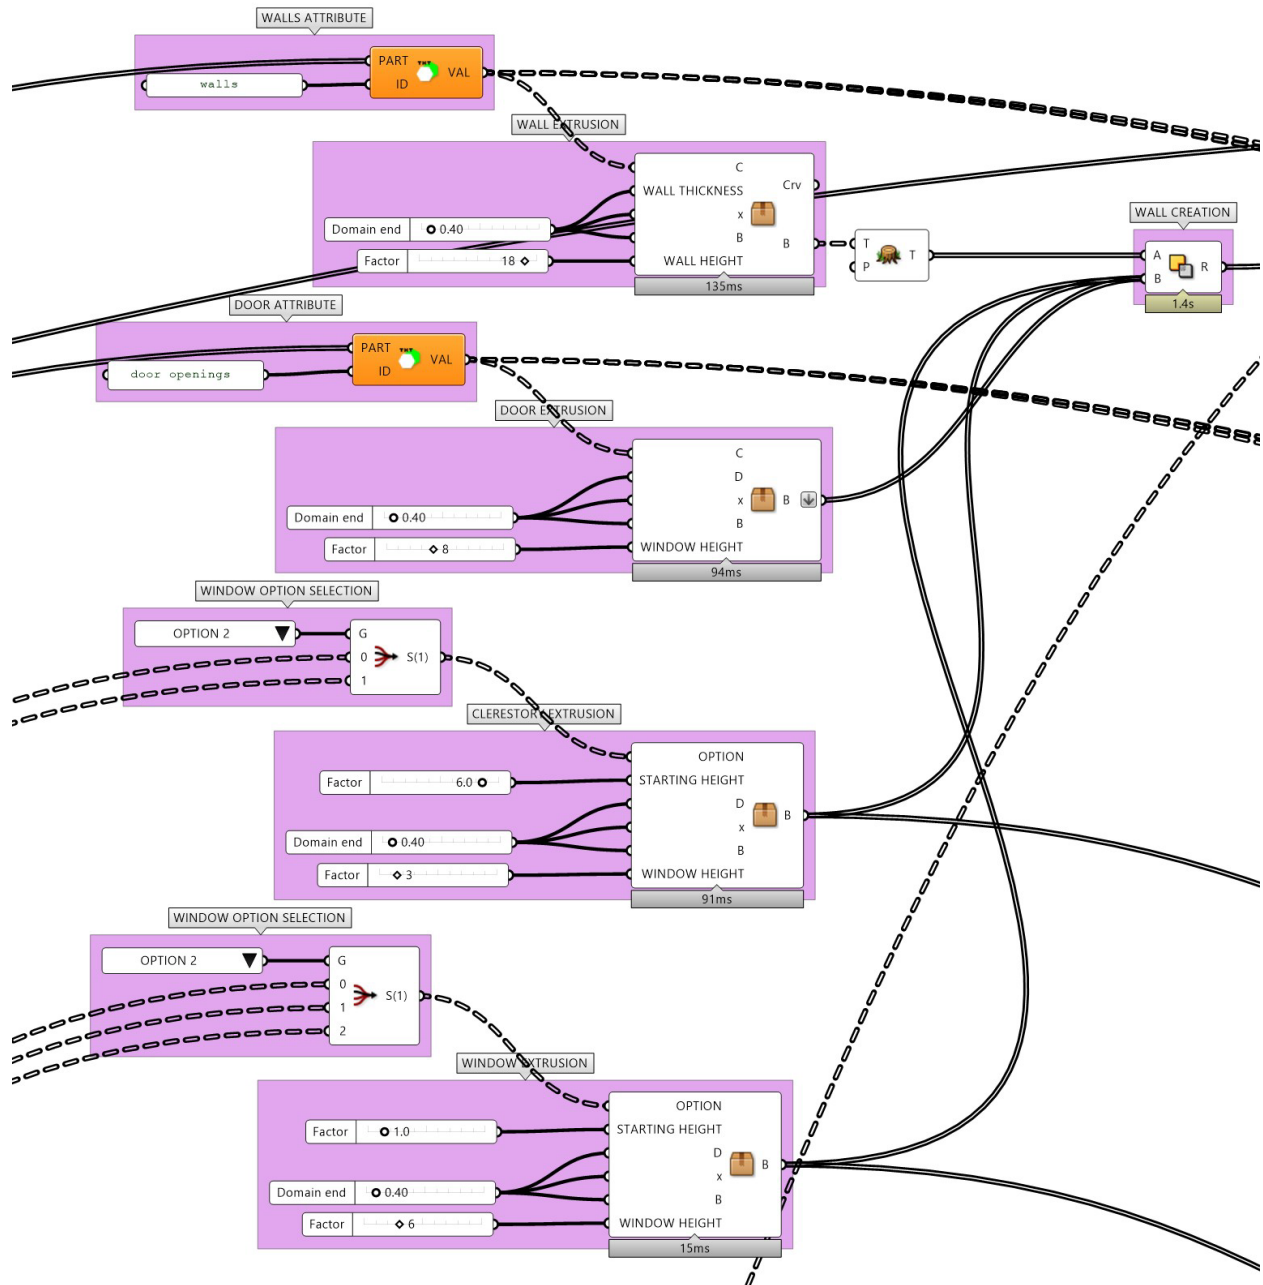 WALLS ATTRIBUTE
PART
ID
VAL
walls
WALL EXTRUSION
C
WALL THICKNESS
x
B
WALL HEIGHT
Crv
B
Domain end 0.40
Factor 18
135ms
T
P
T
WALL CREATION
A
B
R
1.4s
DOOR ATTRIBUTE
PART
ID
VAL
door openings
DOOR EXTRUSION
C
D
x
B
WINDOW HEIGHT
B
Domain end 0.40
Factor 8
94ms
WINDOW OPTION SELECTION
OPTION 2
G
0
1
S(1)
CLERESTORY EXTRUSION
OPTION
STARTING HEIGHT
D
x
B
WINDOW HEIGHT
B
Factor 6.0
Domain end 0.40
Factor 3
91ms
WINDOW OPTION SELECTION
OPTION 2
G
0
1
2
S(1)
WINDOW EXTRUSION
OPTION
STARTING HEIGHT
D
x
B
WINDOW HEIGHT
B
Factor 1.0
Domain end 0.40
Factor 6
15ms